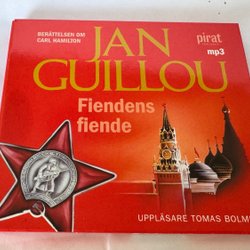 BERÄTTELSEN OM
CARL HAMILTON
JAN
GUILLOU
pirat
mp3
Fiendens
fiende
UPPLÄSARE TOMAS BOLME